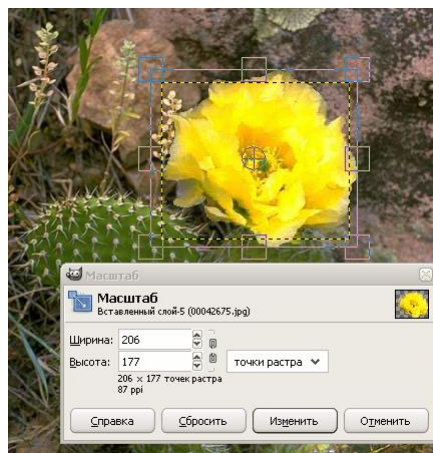 Масштаб
Масштаб
Вставленный слой-5 (00042675.jpg)
Ширина: 206
Высота: 177 точки растра
206 × 177 точек растра
87 ppi
Справка Сбросить Изменить Отменить